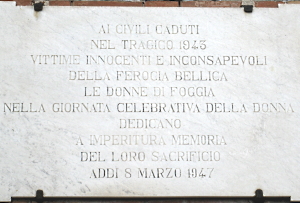 AI CIVILI CADUTI
NEL TRAGICO 1943
VITTIME INNOCENTI E INCONSAPEVOLI
DELLA FEROCIA BELLICA
LE DONNE DI FOGGIA
NELLA GIORNATA CELEBRATIVA DELLA DONNA
DEDICANO
A IMPERITURA MEMORIA
DEL LORO SACRIFICIO
ADDI 8 MARZO 1947